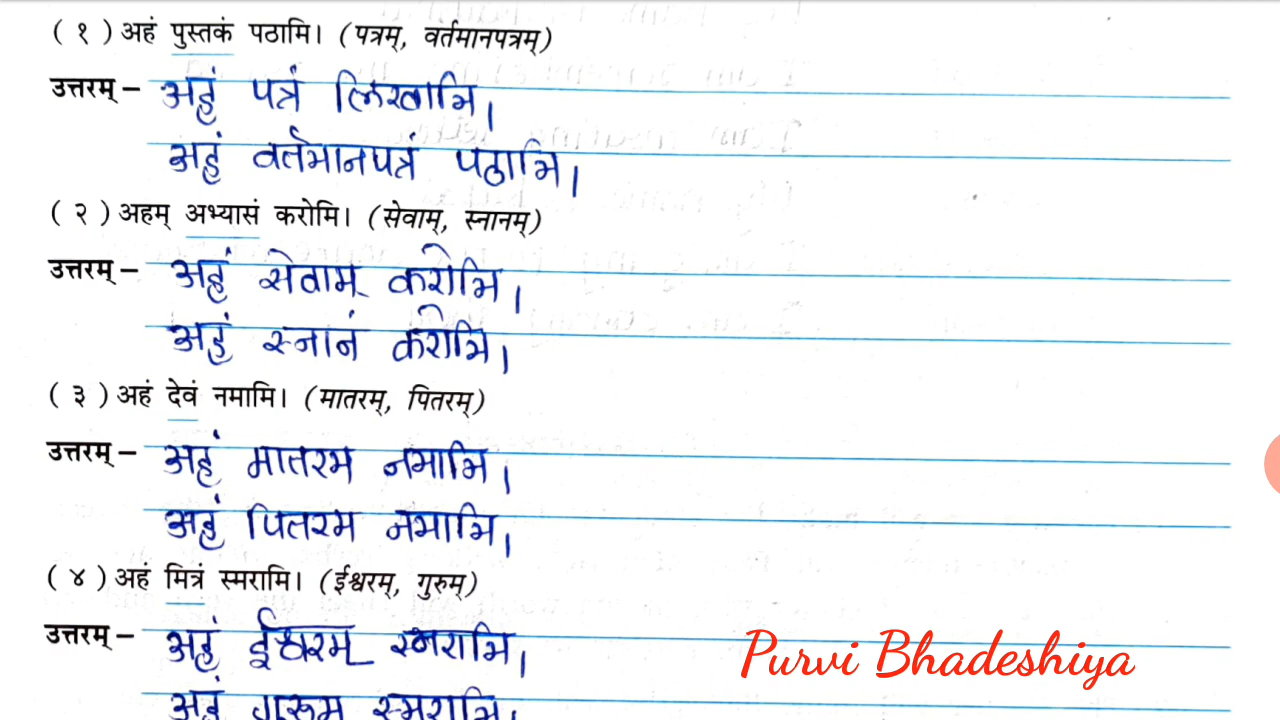 ( १ ) अहं पुस्तकं पठामि। (पत्रम्, वर्तमानपत्रम्)
उत्तरम् – अहं पत्रं लिखामि।
अहं वर्तमानपत्रं पठामि।
( २ ) अहम् अभ्यासं करोमि। (सेवाम्, स्नानम्)
उत्तरम् – अहं सेवाम् करोमि।
अहं स्नानं करोमि।
( ३ ) अहं देवं नमामि। (मातरम्, पितरम्)
उत्तरम् – अहं मातरम नमामि।
अहं पितरम नमामि।
( ४ ) अहं मित्रं स्मरामि। (ईश्वरम्, गुरुम्)
उत्तरम् – अहं ईश्वरम् स्मरामि।
अहं गुरूम स्मरामि।
Purvi Bhadeshiya